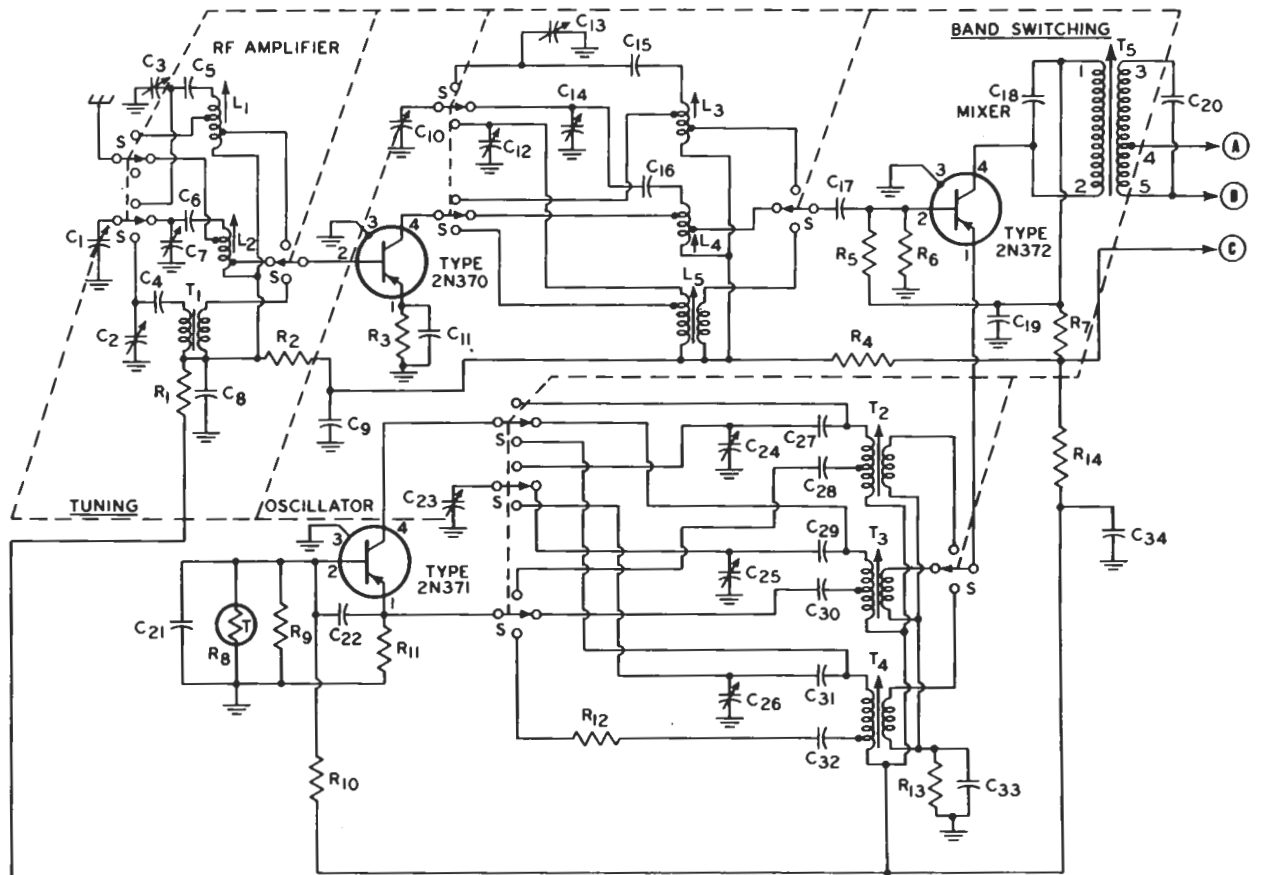 RF AMPLIFIER
BAND SWITCHING
MIXER
TUNING
OSCILLATOR
C13
C15
C3
C5
L1
S
S
C10
C12
C14
L3
C18
T5
1
3
C20
4
A
2
5
B
C
C1
C6
C7
L2
S
S
S
3
4
2
1
TYPE
2N370
C16
L4
S
S
C17
3
4
2
1
TYPE
2N372
R5
R6
C4
T1
C2
R2
R3
C11
L5
R4
C19
R7
R1
C8
C9
S
C23
S
C24
C27
T2
C28
R14
3
4
2
1
TYPE
2N371
C25
C29
T3
C30
S
C34
C21
R8
T
R9
C22
R11
S
C26
C31
T4
R12
C32
R10
R13
C33